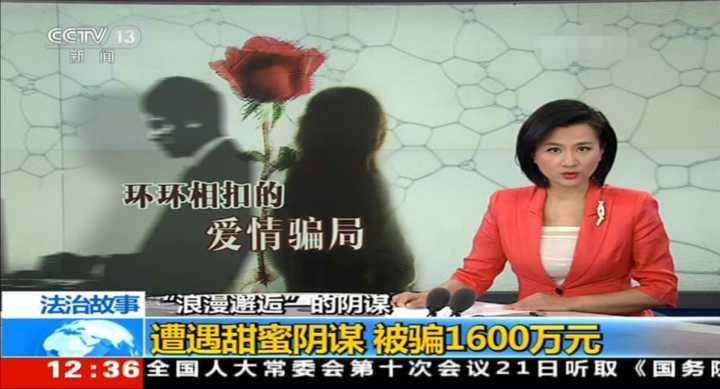 CCTV 13
新闻
环环相扣的
爱情骗局
法治故事
“浪漫邂逅”的阴谋
遭遇甜蜜阴谋 被骗1600万元
12:36
全国人大常委会第十次会议21日听取《国务